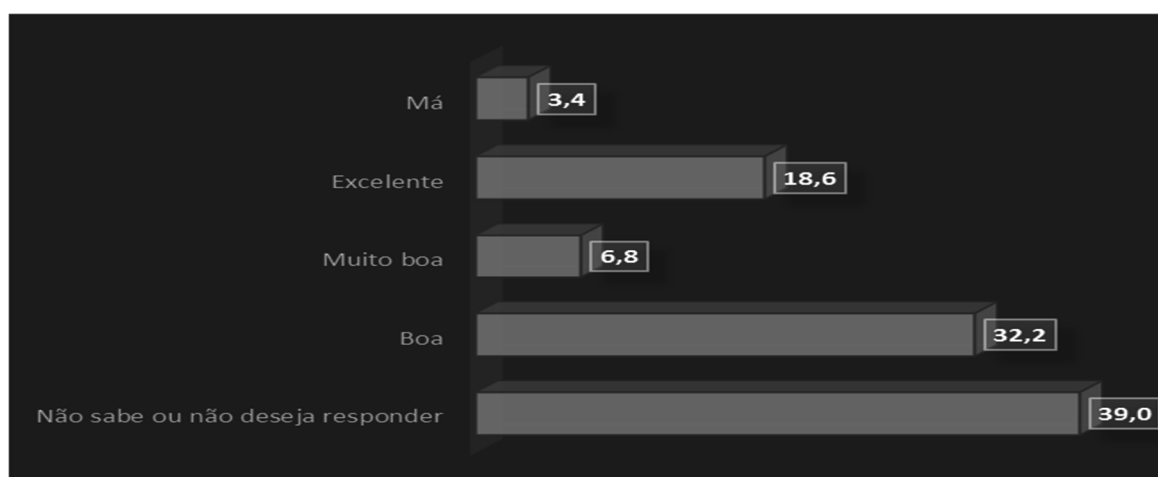 Má 3,4
Excelente 18,6
Muito boa 6,8
Boa 32,2
Não sabe ou não deseja responder 39,0